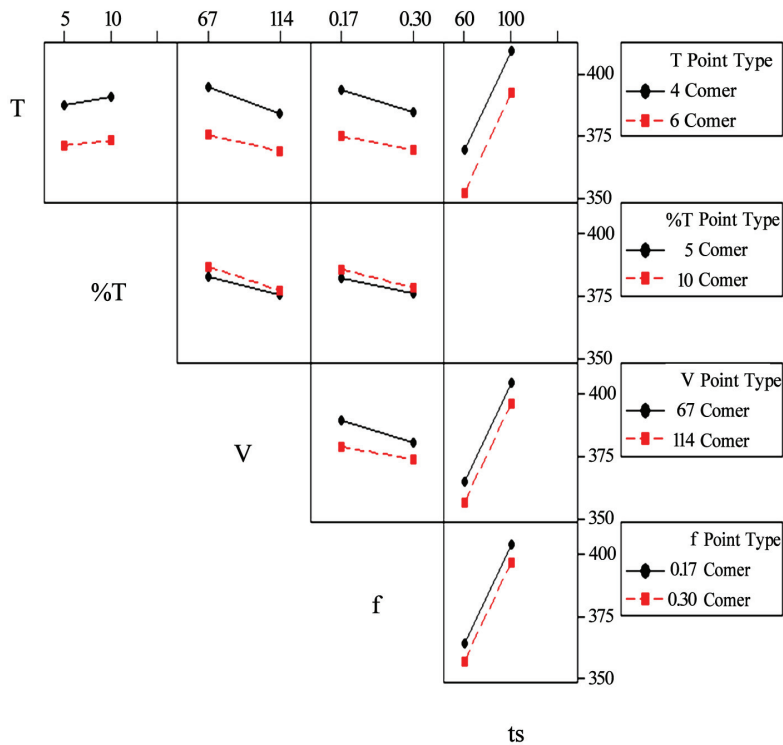 5 10 67 114 0.17 0.30 60 100
T
400
375
350
T Point Type
4 Comer
6 Comer
%T
400
375
350
%T Point Type
5 Comer
10 Comer
V
400
375
350
V Point Type
67 Comer
114 Comer
f
400
375
350
f Point Type
0.17 Comer
0.30 Comer
ts